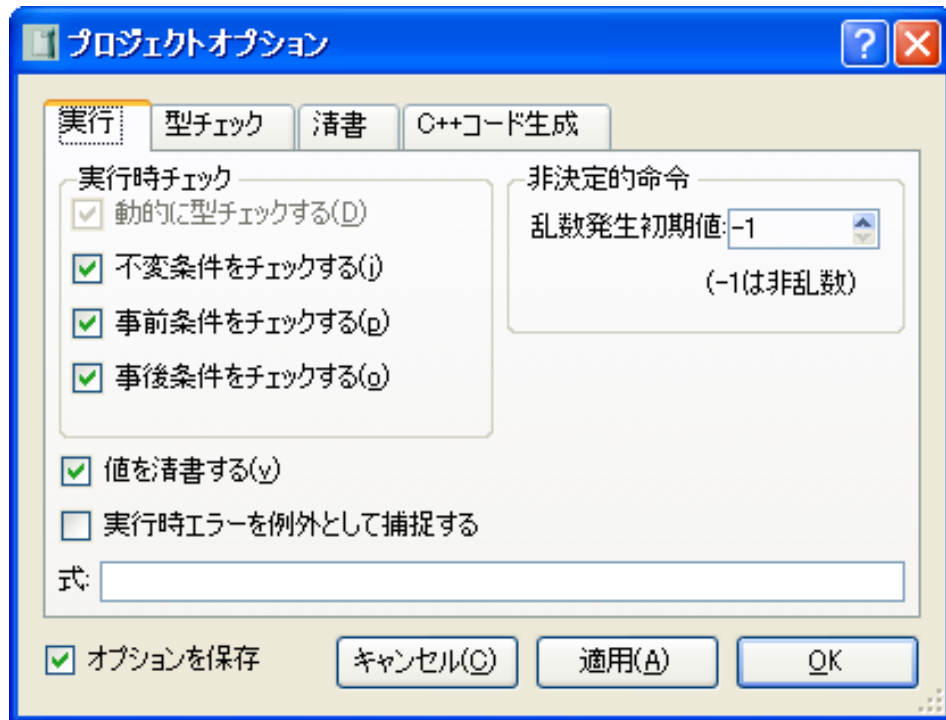 プロジェクトオプション
実行
型チェック
清書
C++コード生成
実行時チェック
動的に型チェックする(D)
不変条件をチェックする(i)
事前条件をチェックする(p)
事後条件をチェックする(o)
非決定的命令
乱数発生初期値:-1
(-1は非乱数)
値を清書する(v)
実行時エラーを例外として捕捉する
式:
オプションを保存
キャンセル(C)
適用(A)
OK